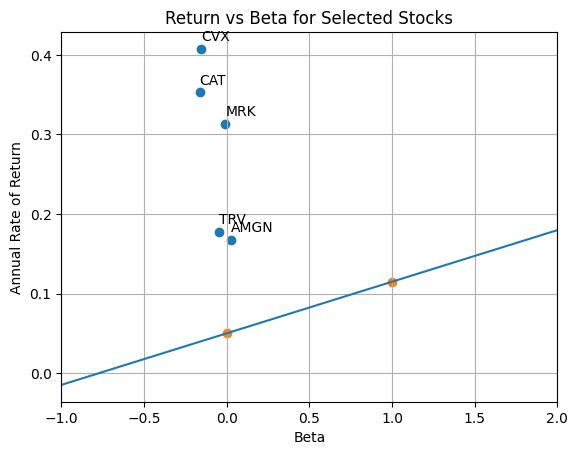 Return vs Beta for Selected Stocks
CVX
CAT
MRK
TRV
AMGN
Annual Rate of Return
0.4
0.3
0.2
0.1
0.0
−1.0
−0.5
0.0
0.5
1.0
1.5
2.0
Beta